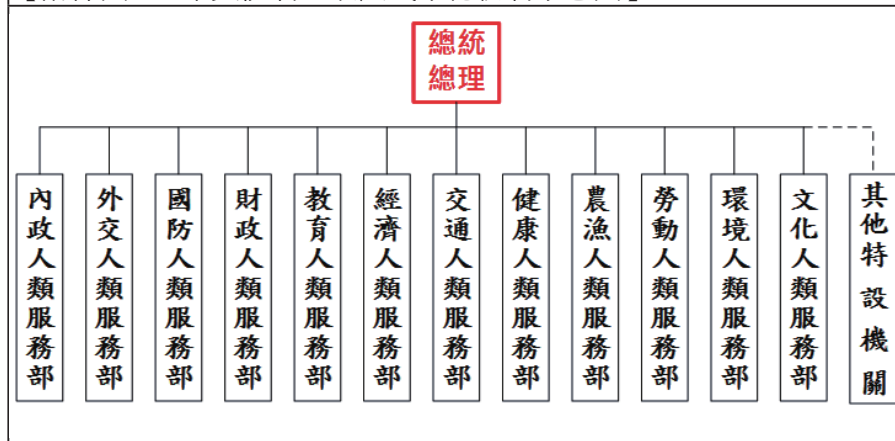 總統
總理
內政人類服務部
外交人類服務部
國防人類服務部
財政人類服務部
教育人類服務部
經濟人類服務部
交通人類服務部
健康人類服務部
農漁人類服務部
勞動人類服務部
環境人類服務部
文化人類服務部
其他特設機關